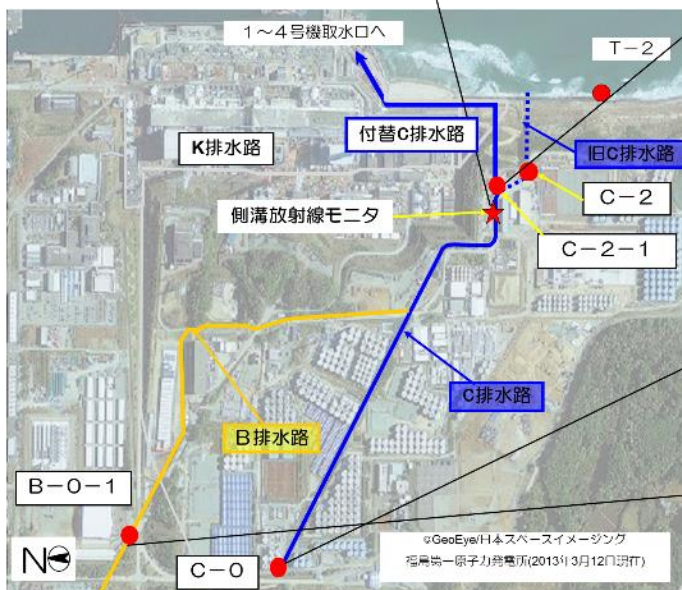 1～4号機取水口へ
T－2
付替C排水路
K排水路
旧C排水路
C－2
側溝放射線モニタ
C－2－1
C排水路
B排水路
B－0－1
©GeoEye/日本スペースイメージング
福島第一原子力発電所(2013年3月12日現在)
N
C－0